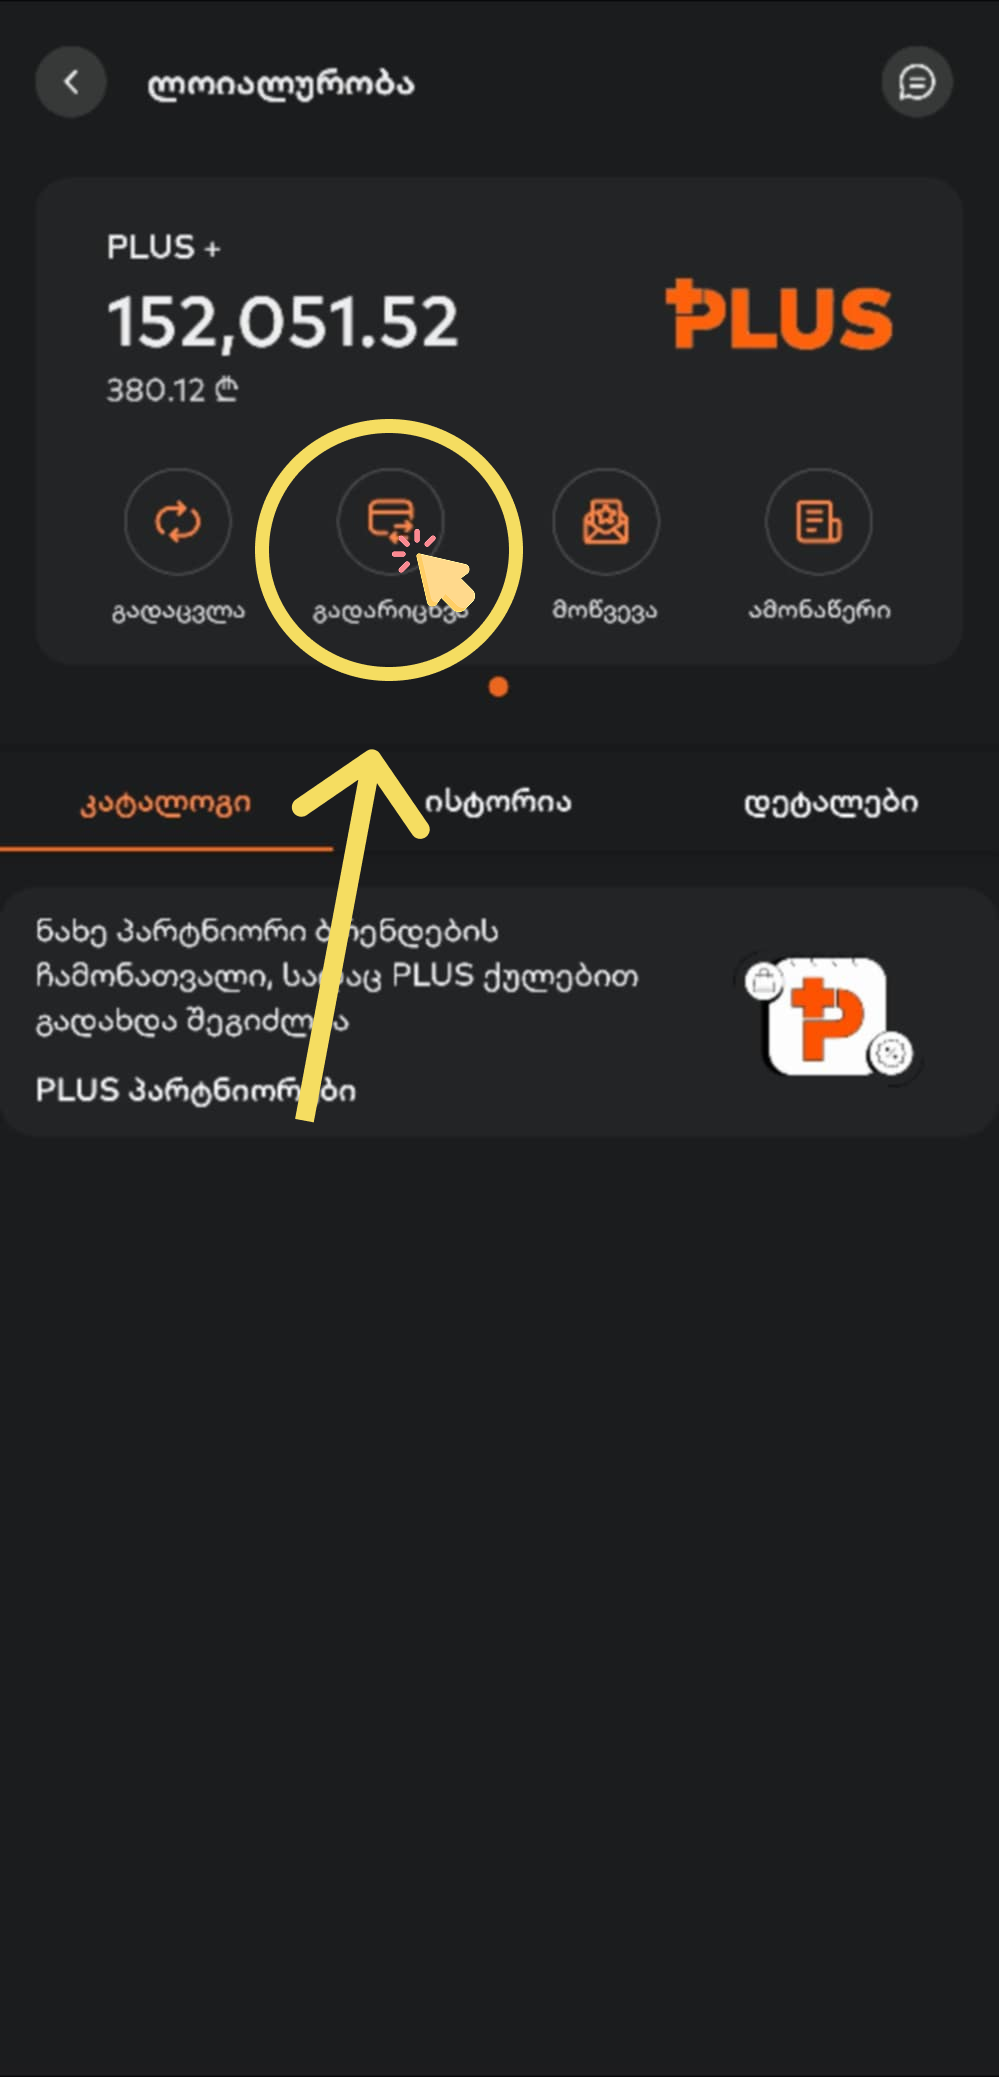 ლოიალურობა
PLUS +
152,051.52
PLUS
380.12 ₾
გადაცვლა გადარიცხვა მოწვევა ამონაწერი
კატალოგი ისტორია დეტალები
ნახე პარტნიორი ბრენდების
ჩამონათვალი, სადაც PLUS ქულებით
გადახდა შეგიძლია
PLUS პარტნიორები